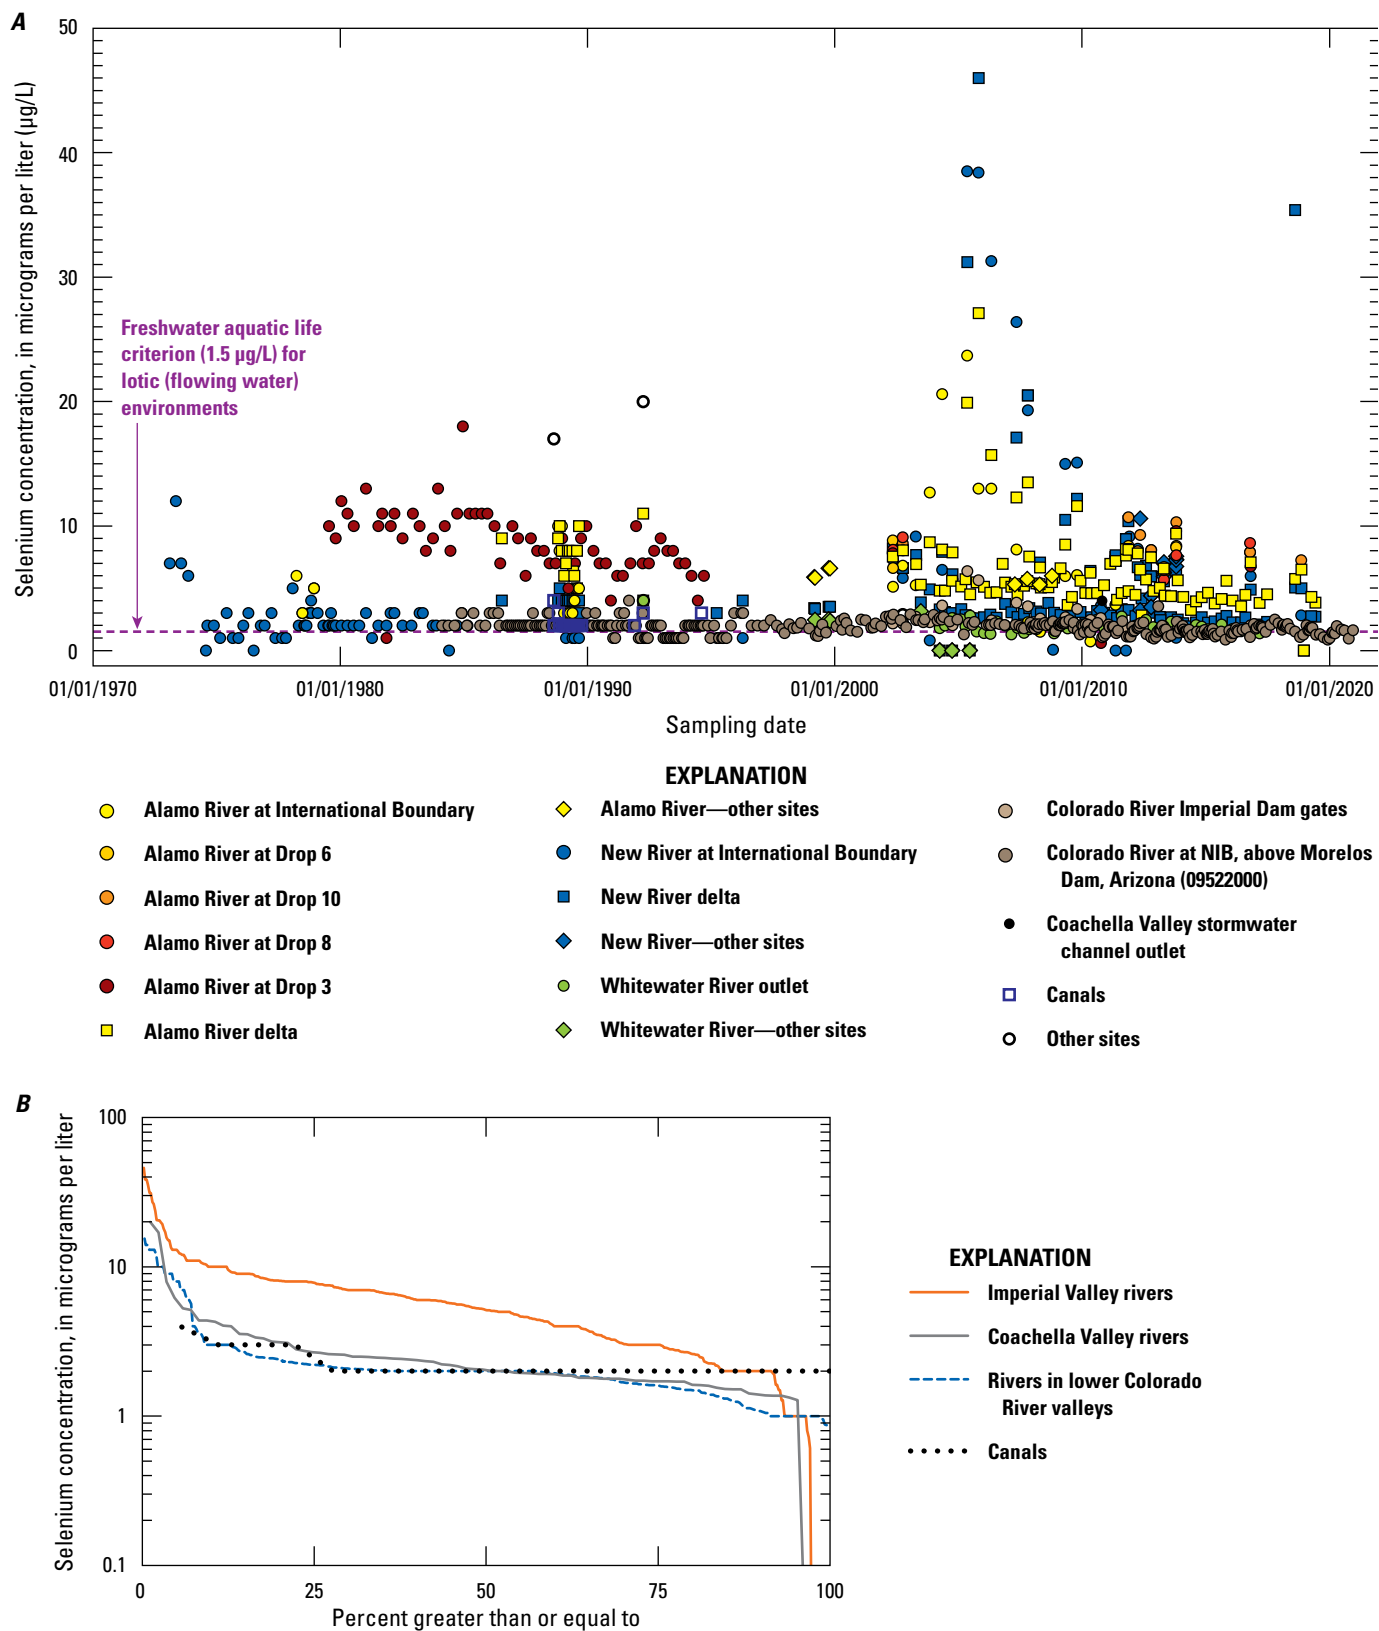 A
50
40
30
20
10
0
Selenium concentration, in micrograms per liter (µg/L)
Freshwater aquatic life
criterion (1.5 µg/L) for
lotic (flowing water)
environments
01/01/1970
01/01/1980
01/01/1990
01/01/2000
01/01/2010
01/01/2020
Sampling date
EXPLANATION
Alamo River at International Boundary
Alamo River at Drop 6
Alamo River at Drop 10
Alamo River at Drop 8
Alamo River at Drop 3
Alamo River delta
Alamo River—other sites
New River at International Boundary
New River delta
New River—other sites
Whitewater River outlet
Whitewater River—other sites
Colorado River Imperial Dam gates
Colorado River at NIB, above Morelos
Dam, Arizona (09522000)
Coachella Valley stormwater
channel outlet
Canals
Other sites
B
100
10
1
0.1
Selenium concentration, in micrograms per liter
0
25
50
75
100
Percent greater than or equal to
EXPLANATION
Imperial Valley rivers
Coachella Valley rivers
Rivers in lower Colorado
River valleys
Canals